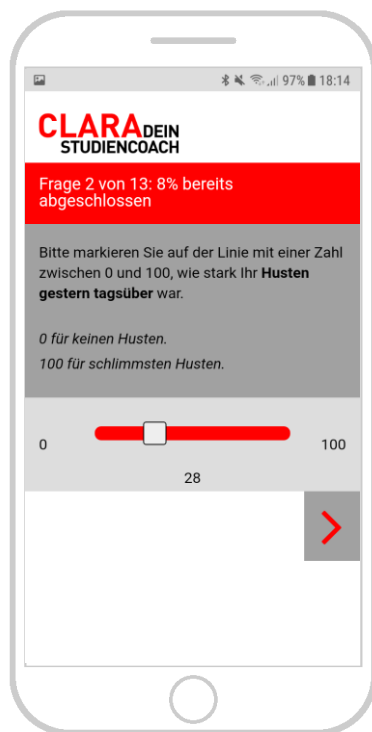 97% 18:14
CLARA DEIN
STUDIENCOACH
Frage 2 von 13: 8% bereits
abgeschlossen
Bitte markieren Sie auf der Linie mit einer Zahl
zwischen 0 und 100, wie stark Ihr Husten
gestern tagsüber war.
0 für keinen Husten.
100 für schlimmsten Husten.
0 100
28